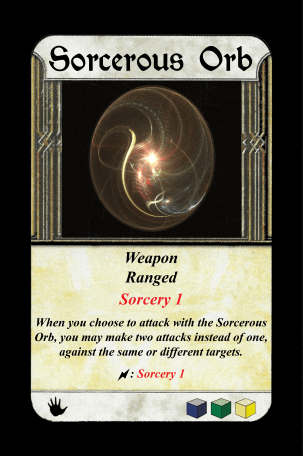 Sorcerous Orb
Weapon
Ranged
Sorcery 1
When you choose to attack with the Sorcerous
Orb, you may make two attacks instead of one,
against the same or different targets.
: Sorcery 1